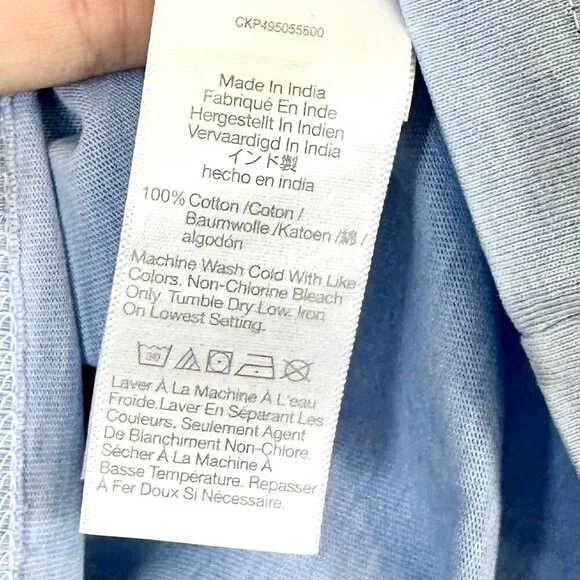 CKP495055600
Made In India
Fabriqué En Inde
Hergestellt In Indien
Vervaardigd In Indien
インド製
hecho en india
100% Cotton /Coton /
Baumwolle /Katoen /綿 /
algodón
Machine Wash Cold With Like
Colors. Non-Chlorine Bleach
Only. Tumble Dry Low. Iron
On Lowest Setting.
30
Laver À La Machine À L'eau
Froide.Laver En Séparant Les
Couleurs. Seulement Agent
De Blanchiment Non-Chlore.
Sécher À La Machine À
Basse Température. Repasser
À Fer Doux Si Nécessaire.